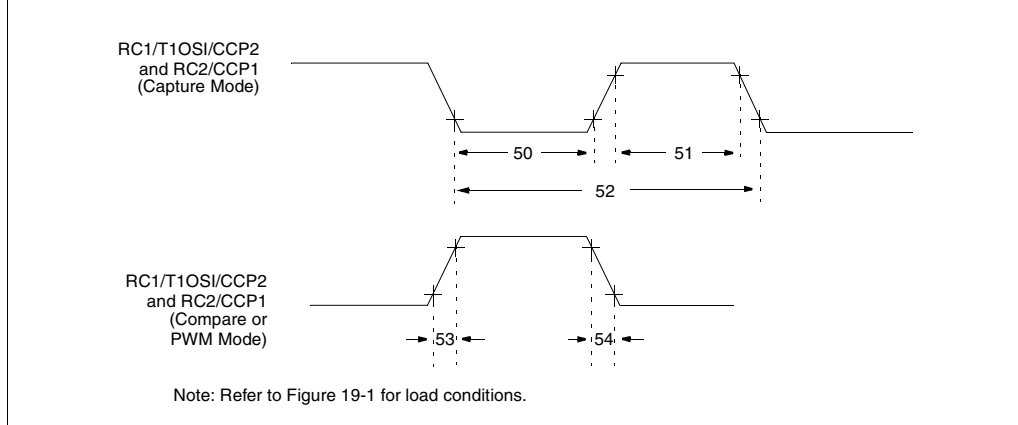 RC1/T1OSI/CCP2
and RC2/CCP1
(Capture Mode)
50
51
52
RC1/T1OSI/CCP2
and RC2/CCP1
(Compare or
PWM Mode)
53
54
Note: Refer to Figure 19-1 for load conditions.